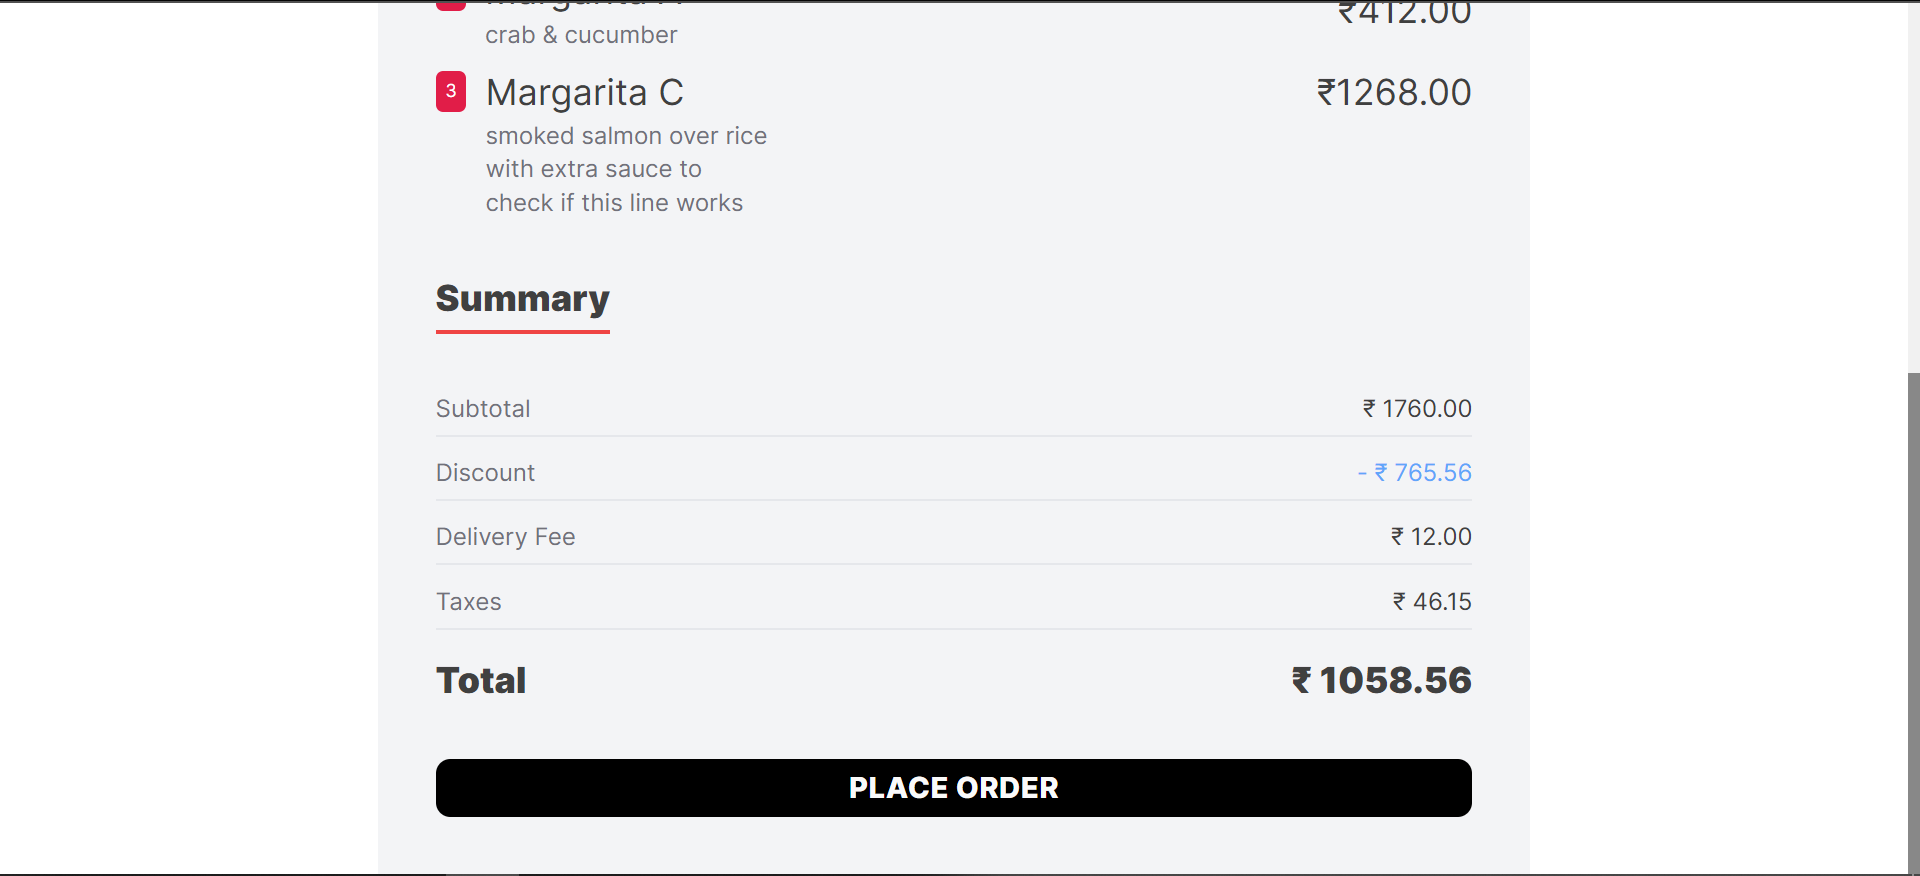 ₹412.00
crab & cucumber
3 Margarita C ₹1268.00
smoked salmon over rice
with extra sauce to
check if this line works
Summary
Subtotal ₹ 1760.00
Discount - ₹ 765.56
Delivery Fee ₹ 12.00
Taxes ₹ 46.15
Total ₹ 1058.56
PLACE ORDER